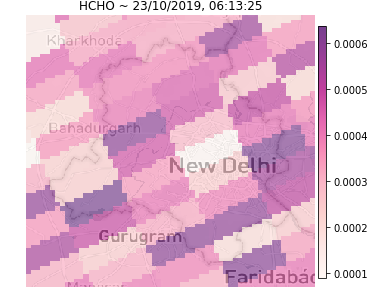 HCHO ~ 23/10/2019, 06:13:25
0.0006
Kharkhoda
0.0005
0.0004
Bahadurgarh
New Delhi
0.0003
0.0002
Gurugram
0.0001
Faridabad